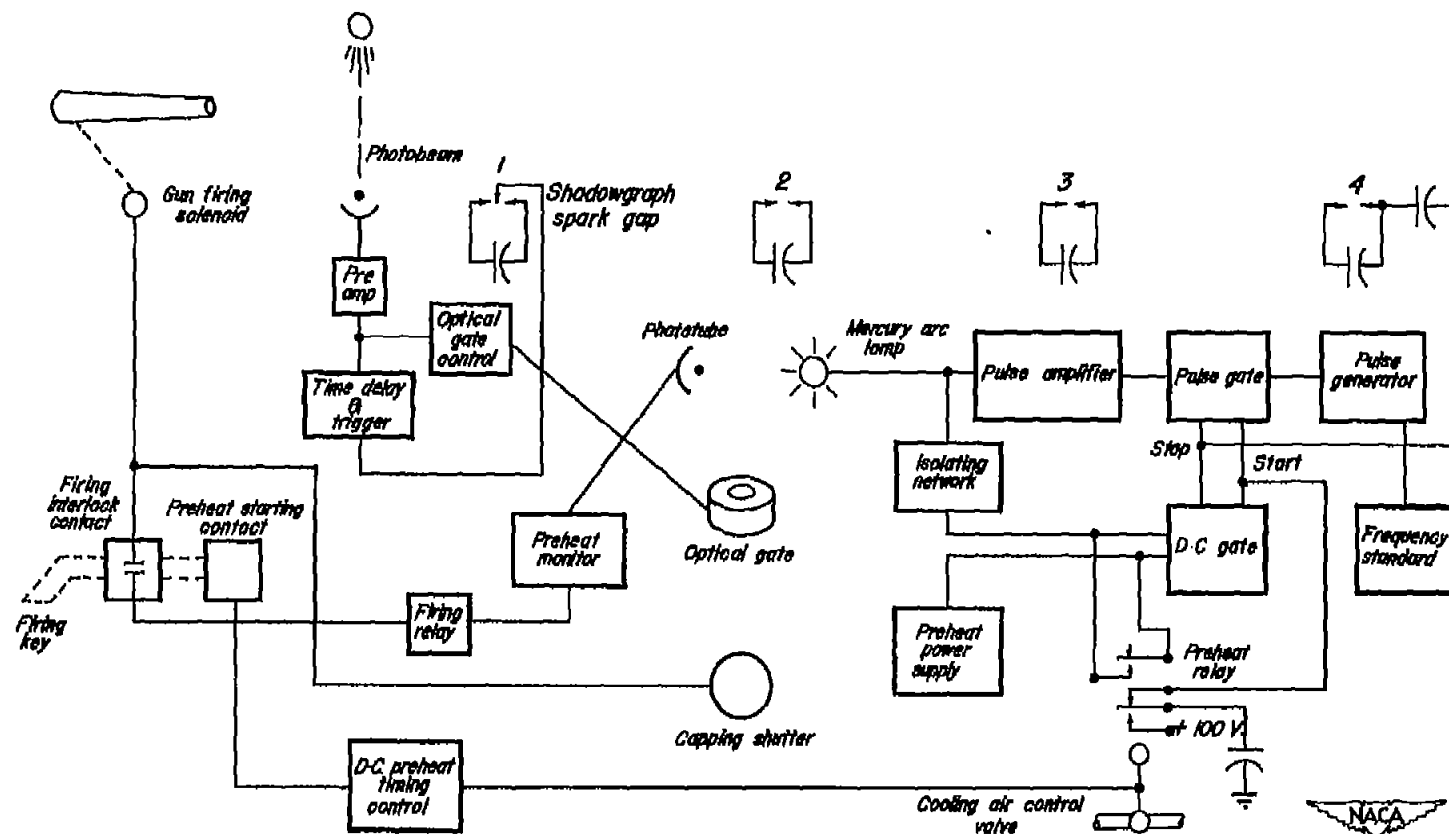 Photobeam
1
Shadowgraph
spark gap
2
3
4
Gun firing
solenoid
Pre
amp
Optical
gate
control
Time delay
&
trigger
Phototube
Mercury arc
lamp
Pulse amplifier
Pulse gate
Pulse
generator
Stop
Start
Isolating
network
Firing
interlock
contact
Preheat starting
contact
Preheat
monitor
Optical gate
D-C gate
Frequency
standard
Firing
key
Firing
relay
Preheat
power
supply
Preheat
relay
+ 100 V.
Capping shutter
D-C. preheat
timing
control
Cooling air control
valve
NACA